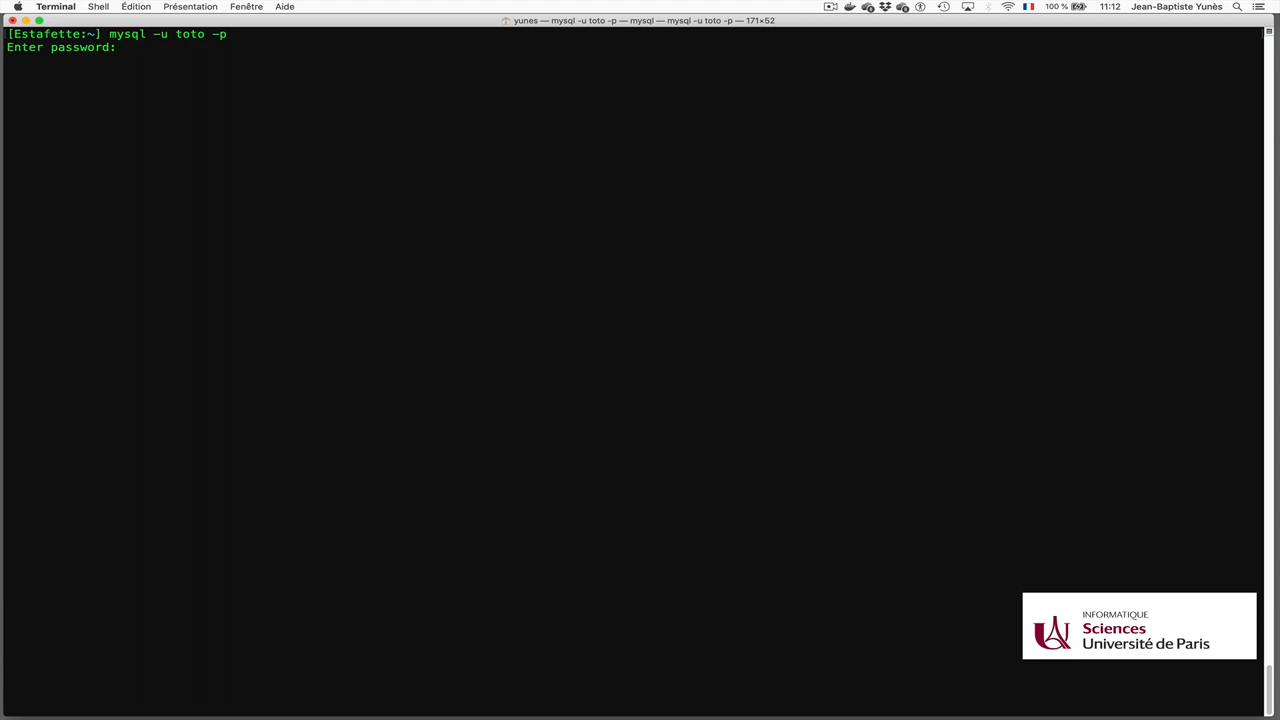 Terminal Shell Édition Présentation Fenêtre Aide 100 % 11:12 Jean-Baptiste Yunès
yunes — mysql -u toto -p — mysql — mysql -u toto -p — 171×52
[[Estafette:~] mysql -u toto -p
Enter password:
INFORMATIQUE
Sciences
Université de Paris